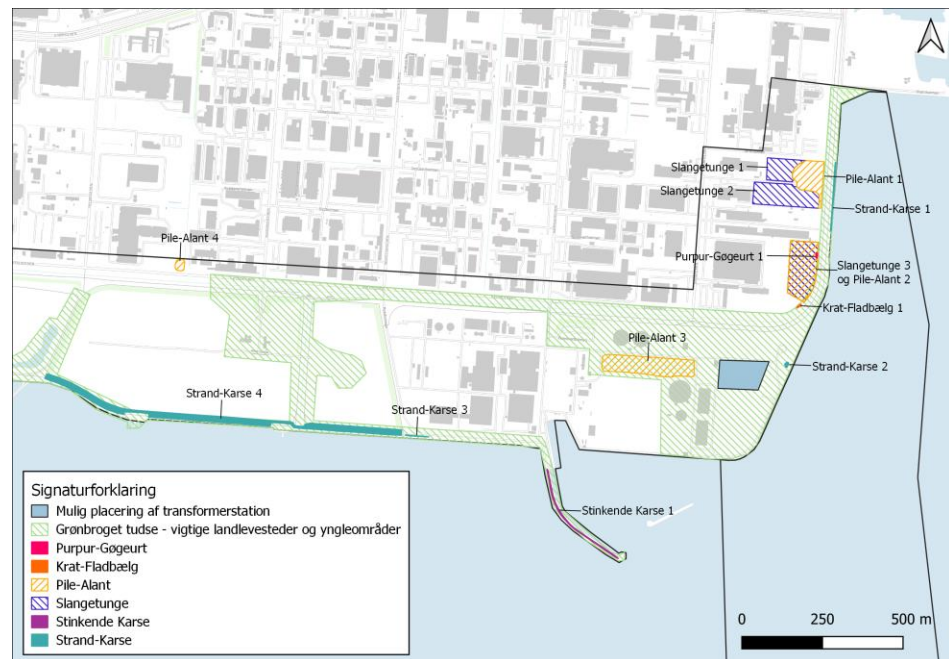 Slangetunge 1
Slangetunge 2
Pile-Alant 1
Strand-Karse 1
Pile-Alant 4
Purpur-Gøgeurt 1
Slangetunge 3
og Pile-Alant 2
Krat-Fladbælg 1
Pile-Alant 3
Strand-Karse 2
Strand-Karse 4
Strand-Karse 3
Stinkende Karse 1
Signaturforklaring
Mulig placering af transformerstation
Grønbroget tudse - vigtige landlevesteder og yngleområder
Purpur-Gøgeurt
Krat-Fladbælg
Pile-Alant
Slangetunge
Stinkende Karse
Strand-Karse
0 250 500 m